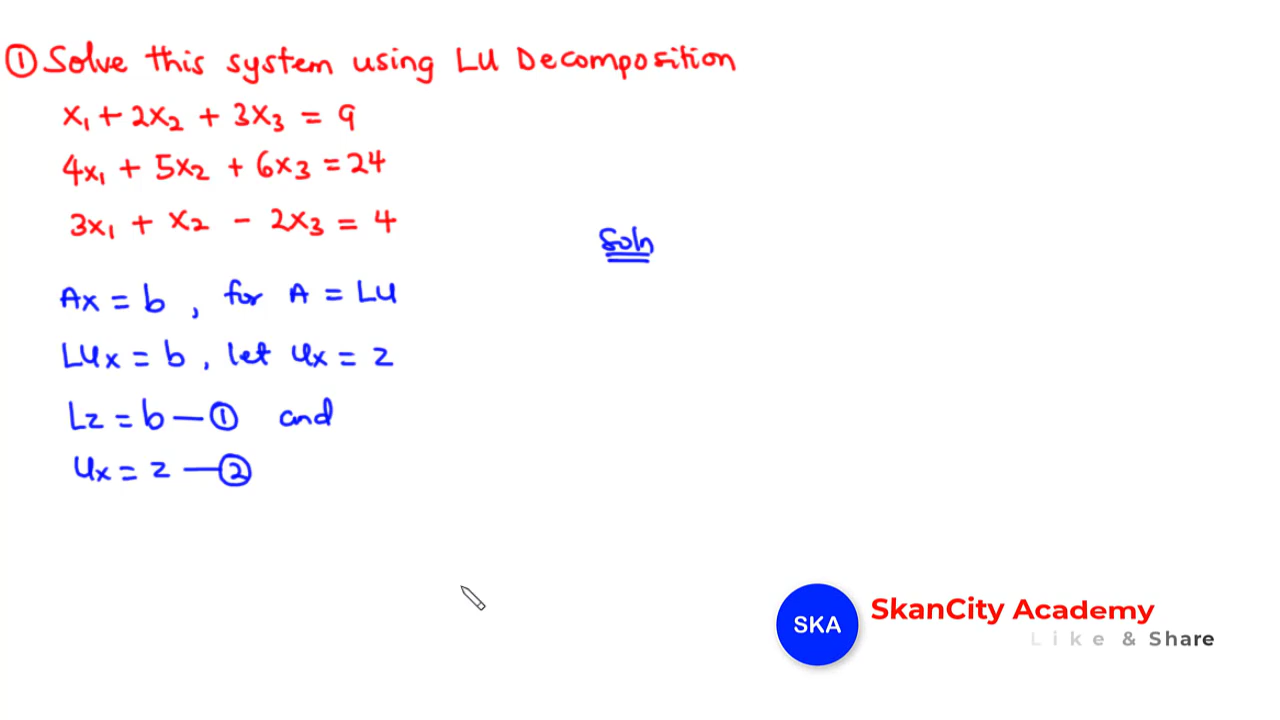 ① Solve this system using LU Decomposition
x₁ + 2x₂ + 3x₃ = 9
4x₁ + 5x₂ + 6x₃ = 24
3x₁ + x₂ - 2x₃ = 4
Soln
Ax = b , for A = LU
LUx = b , let Ux = z
Lz = b — ① and
Ux = z — ②
SKA
SkanCity Academy
Like & Share